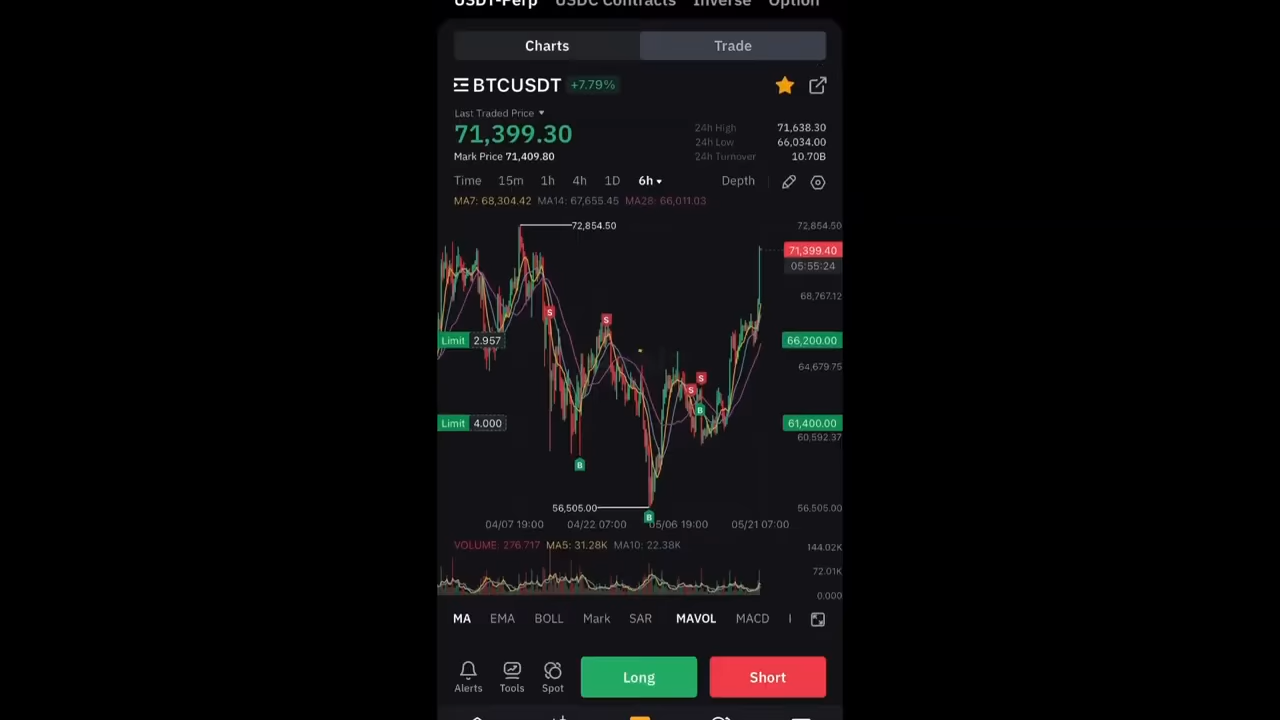 USDT-Perp USDC Contracts Inverse Option
Charts Trade
BTCUSDT +7.79%
Last Traded Price
71,399.30
Mark Price 71,409.80
24h High 71,638.30
24h Low 66,034.00
24h Turnover 10.70B
Time 15m 1h 4h 1D 6h Depth
MA7: 68,304.42 MA14: 67,655.45 MA28: 66,011.03
72,854.50 72,854.50
71,399.40
05:55:24
68,767.12
S
S
Limit 2.957 66,200.00
64,679.75
S
S
B
Limit 4.000 61,400.00
60,592.37
B
56,505.00 56,505.00
B
04/07 19:00 04/22 07:00 05/06 19:00 05/21 07:00
VOLUME: 276.717 MA5: 31.28K MA10: 22.38K 144.02K
72.01K
0.000
MA EMA BOLL Mark SAR MAVOL MACD
Alerts Tools Spot Long Short